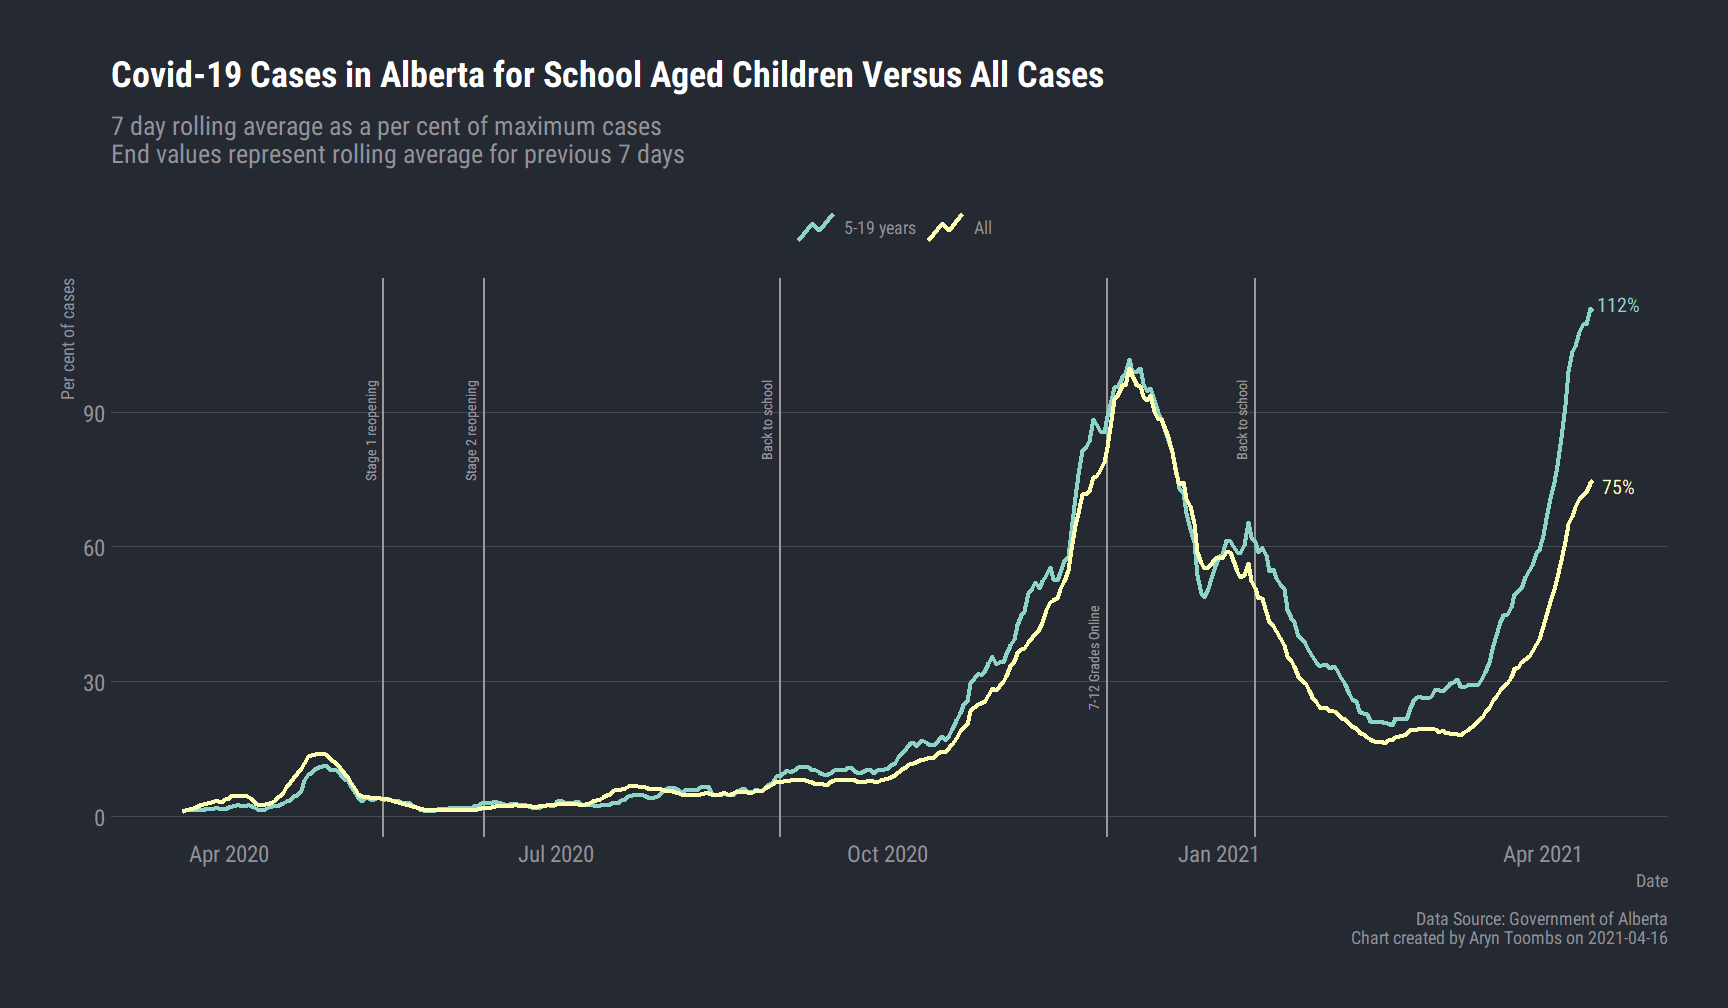 Covid-19 Cases in Alberta for School Aged Children Versus All Cases
7 day rolling average as a per cent of maximum cases
End values represent rolling average for previous 7 days
5-19 years
All
Per cent of cases
112%
75%
Stage 1 reopening
Stage 2 reopening
Back to school
7-12 Grades Online
Back to school
90
60
30
0
Apr 2020
Jul 2020
Oct 2020
Jan 2021
Apr 2021
Date
Data Source: Government of Alberta
Chart created by Aryn Toombs on 2021-04-16